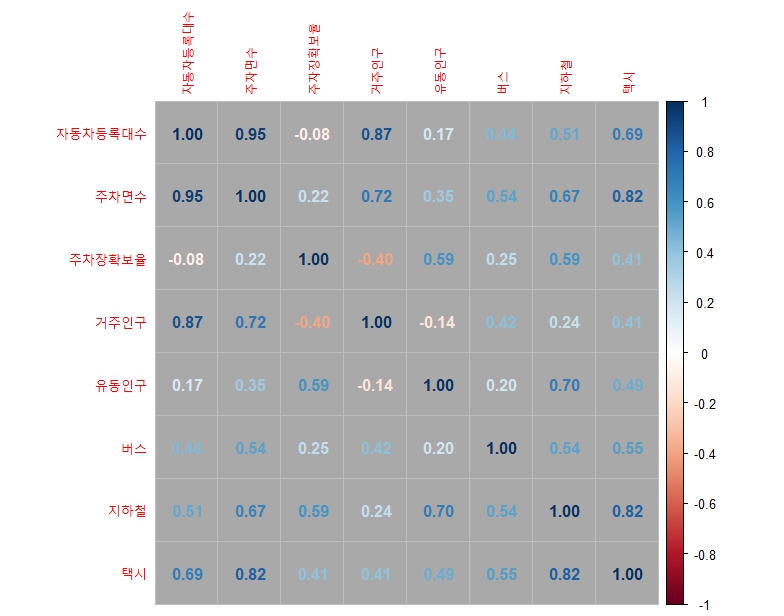 자동차등록대수 주차면수 주차장확보율 거주인구 유동인구 버스 지하철 택시
자동차등록대수 1.00 0.95 -0.08 0.87 0.17 0.44 0.51 0.69
주차면수 0.95 1.00 0.22 0.72 0.35 0.54 0.67 0.82
주차장확보율 -0.08 0.22 1.00 -0.40 0.59 0.25 0.59 0.41
거주인구 0.87 0.72 -0.40 1.00 -0.14 0.42 0.24 0.41
유동인구 0.17 0.35 0.59 -0.14 1.00 0.20 0.70 0.49
버스 0.54 0.25 0.42 0.20 1.00 0.54 0.55
지하철 0.51 0.67 0.59 0.24 0.70 0.54 1.00 0.82
택시 0.69 0.82 0.41 0.41 0.49 0.55 0.82 1.00
1
0.8
0.6
0.4
0.2
0
-0.2
-0.4
-0.6
-0.8
-1